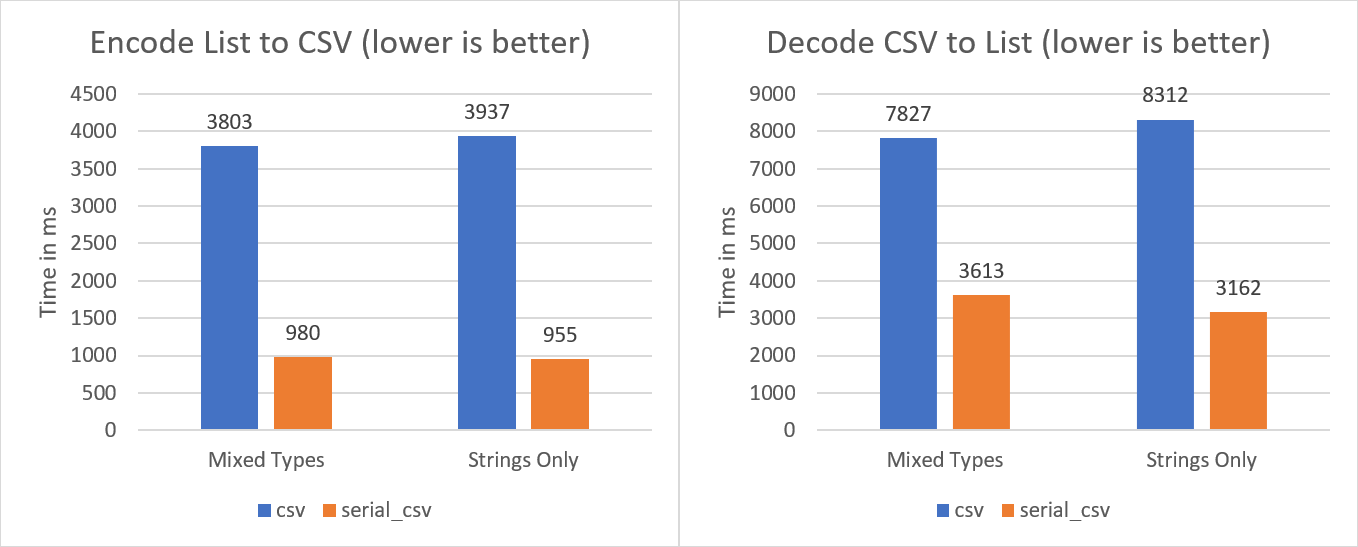 Encode List to CSV (lower is better)
4500
4000
3500
3000
2500
2000
1500
1000
500
0
Time in ms
3803
980
3937
955
Mixed Types
Strings Only
csv
serial_csv
Decode CSV to List (lower is better)
9000
8000
7000
6000
5000
4000
3000
2000
1000
0
Time in ms
7827
3613
8312
3162
Mixed Types
Strings Only
csv
serial_csv